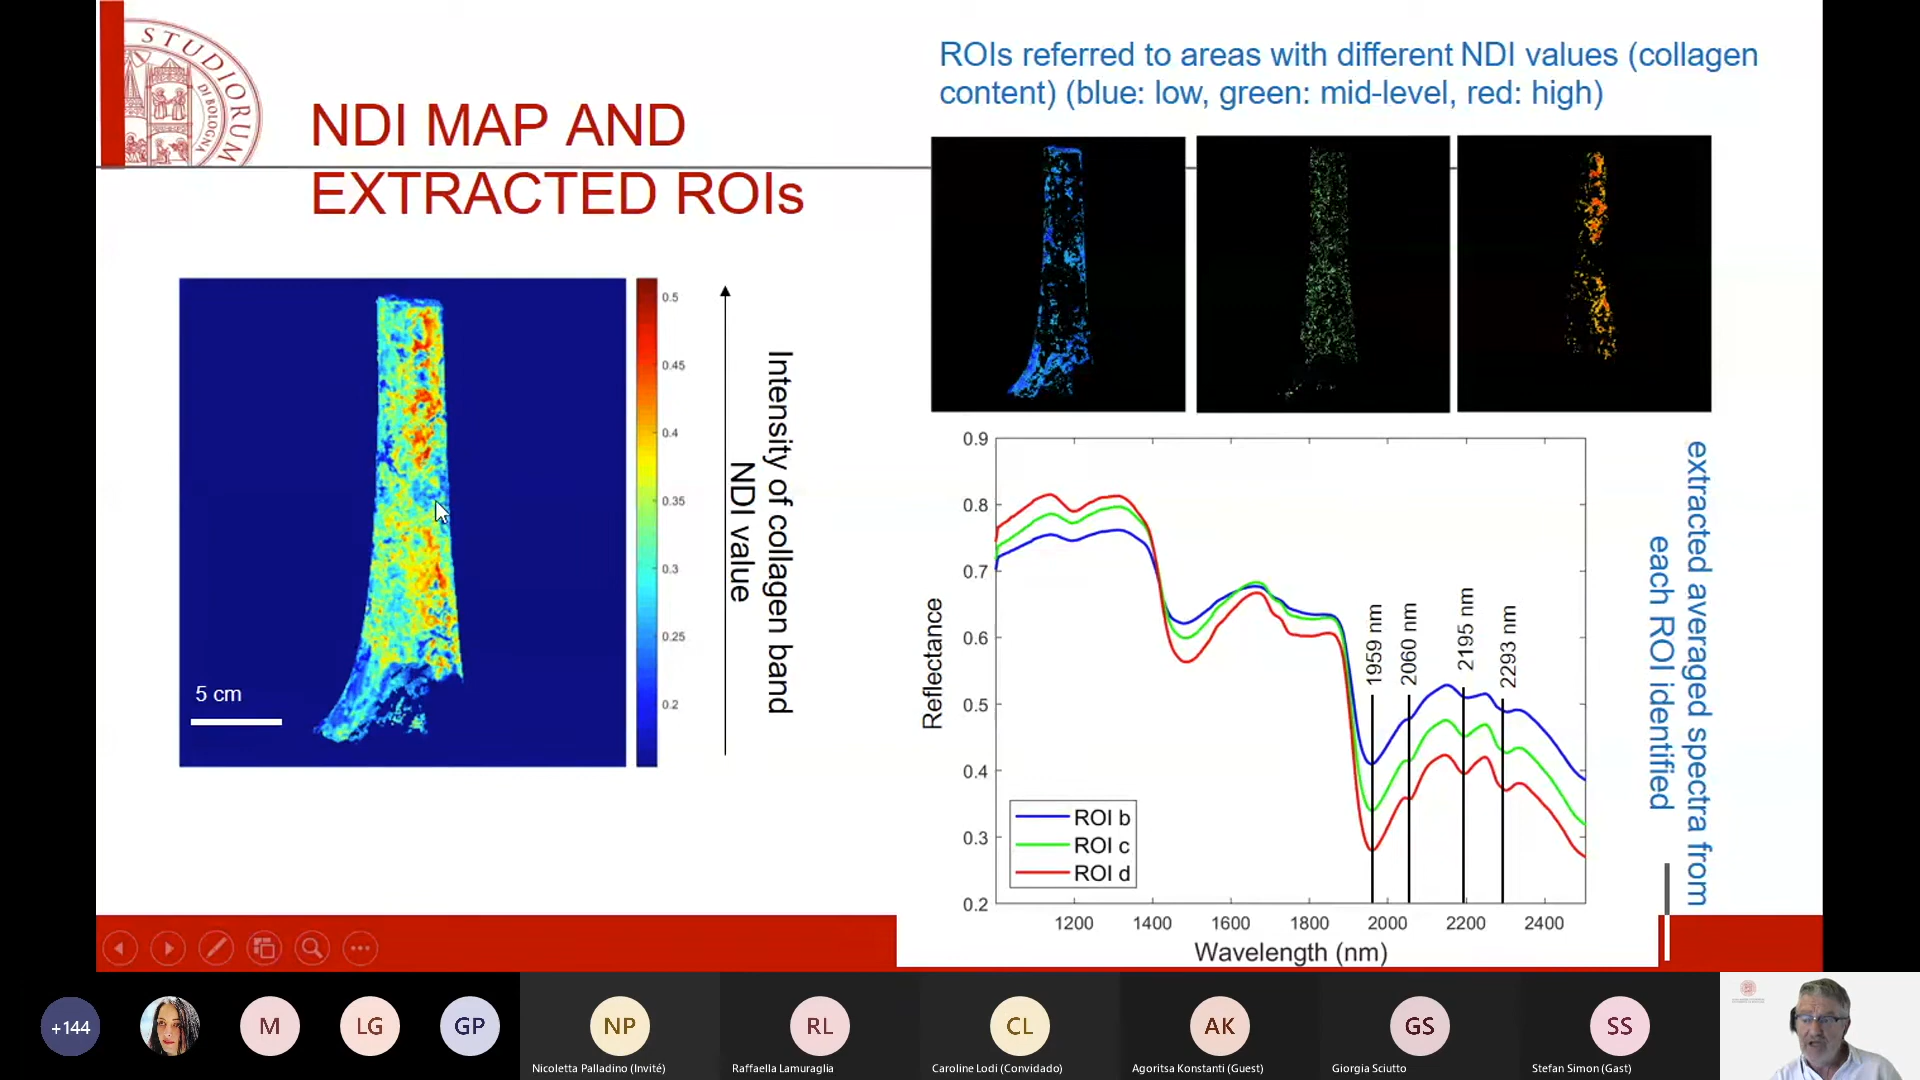 STUDIORUM
DI BOLOGNA
NDI MAP AND
EXTRACTED ROIs
ROIs referred to areas with different NDI values (collagen
content) (blue: low, green: mid-level, red: high)
5 cm
0.5
0.45
0.4
0.35
0.3
0.25
0.2
Intensity of collagen band
NDI value
0.9
0.8
0.7
0.6
0.5
0.4
0.3
0.2
Reflectance
1959 nm
2060 nm
2195 nm
2293 nm
ROI b
ROI c
ROI d
1200 1400 1600 1800 2000 2200 2400
Wavelength (nm)
extracted averaged spectra from
each ROI identified
+144
M
LG
GP
NP
RL
CL
AK
GS
SS
Nicoletta Palladino (Invité)
Raffaella Lamuraglia
Caroline Lodi (Convidado)
Agoritsa Konstanti (Guest)
Giorgia Sciutto
Stefan Simon (Gast)